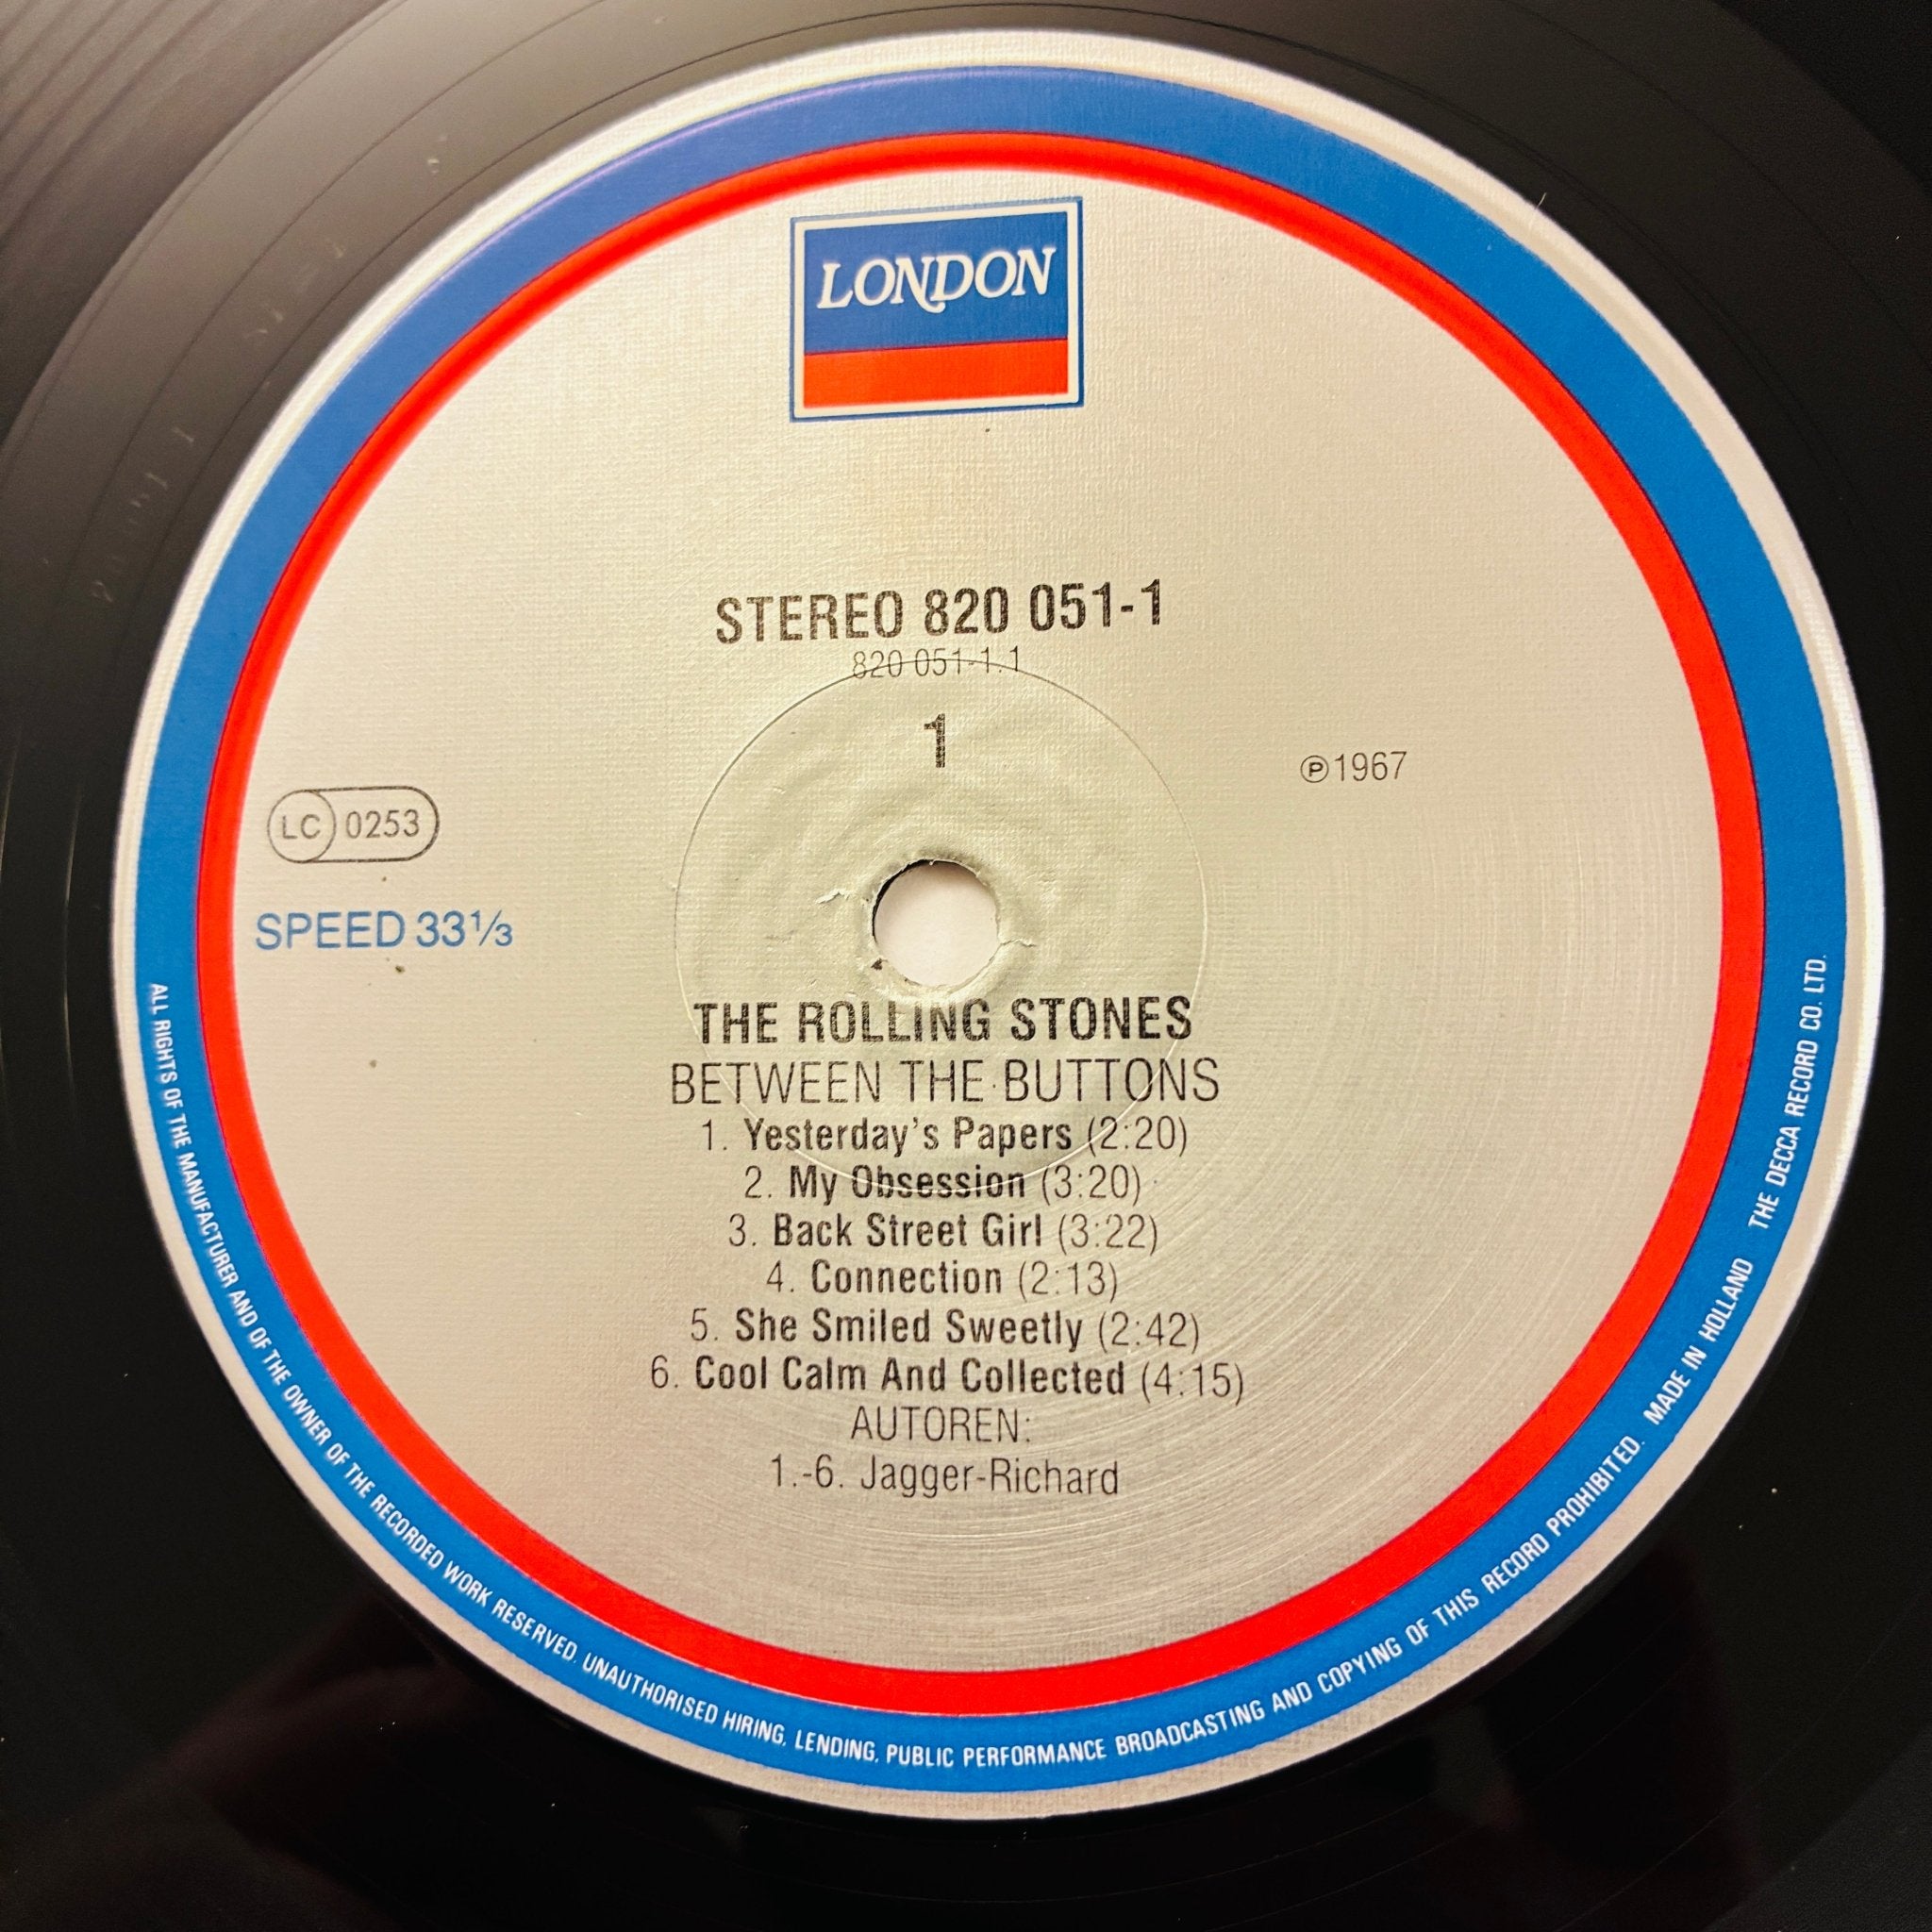 LONDON
STEREO 820 051-1
820 051-1.1
1
℗1967
LC 0253
SPEED 33⅓
THE ROLLING STONES
BETWEEN THE BUTTONS
1. Yesterday's Papers (2:20)
2. My Obsession (3:20)
3. Back Street Girl (3:22)
4. Connection (2:13)
5. She Smiled Sweetly (2:42)
6. Cool Calm And Collected (4:15)
AUTOREN:
1.-6. Jagger-Richard
ALL RIGHTS OF THE MANUFACTURER AND OF THE OWNER OF THE RECORDED WORK RESERVED. UNAUTHORISED HIRING, LENDING, PUBLIC PERFORMANCE BROADCASTING AND COPYING OF THIS RECORD PROHIBITED. MADE IN HOLLAND THE DECCA RECORD CO. LTD.